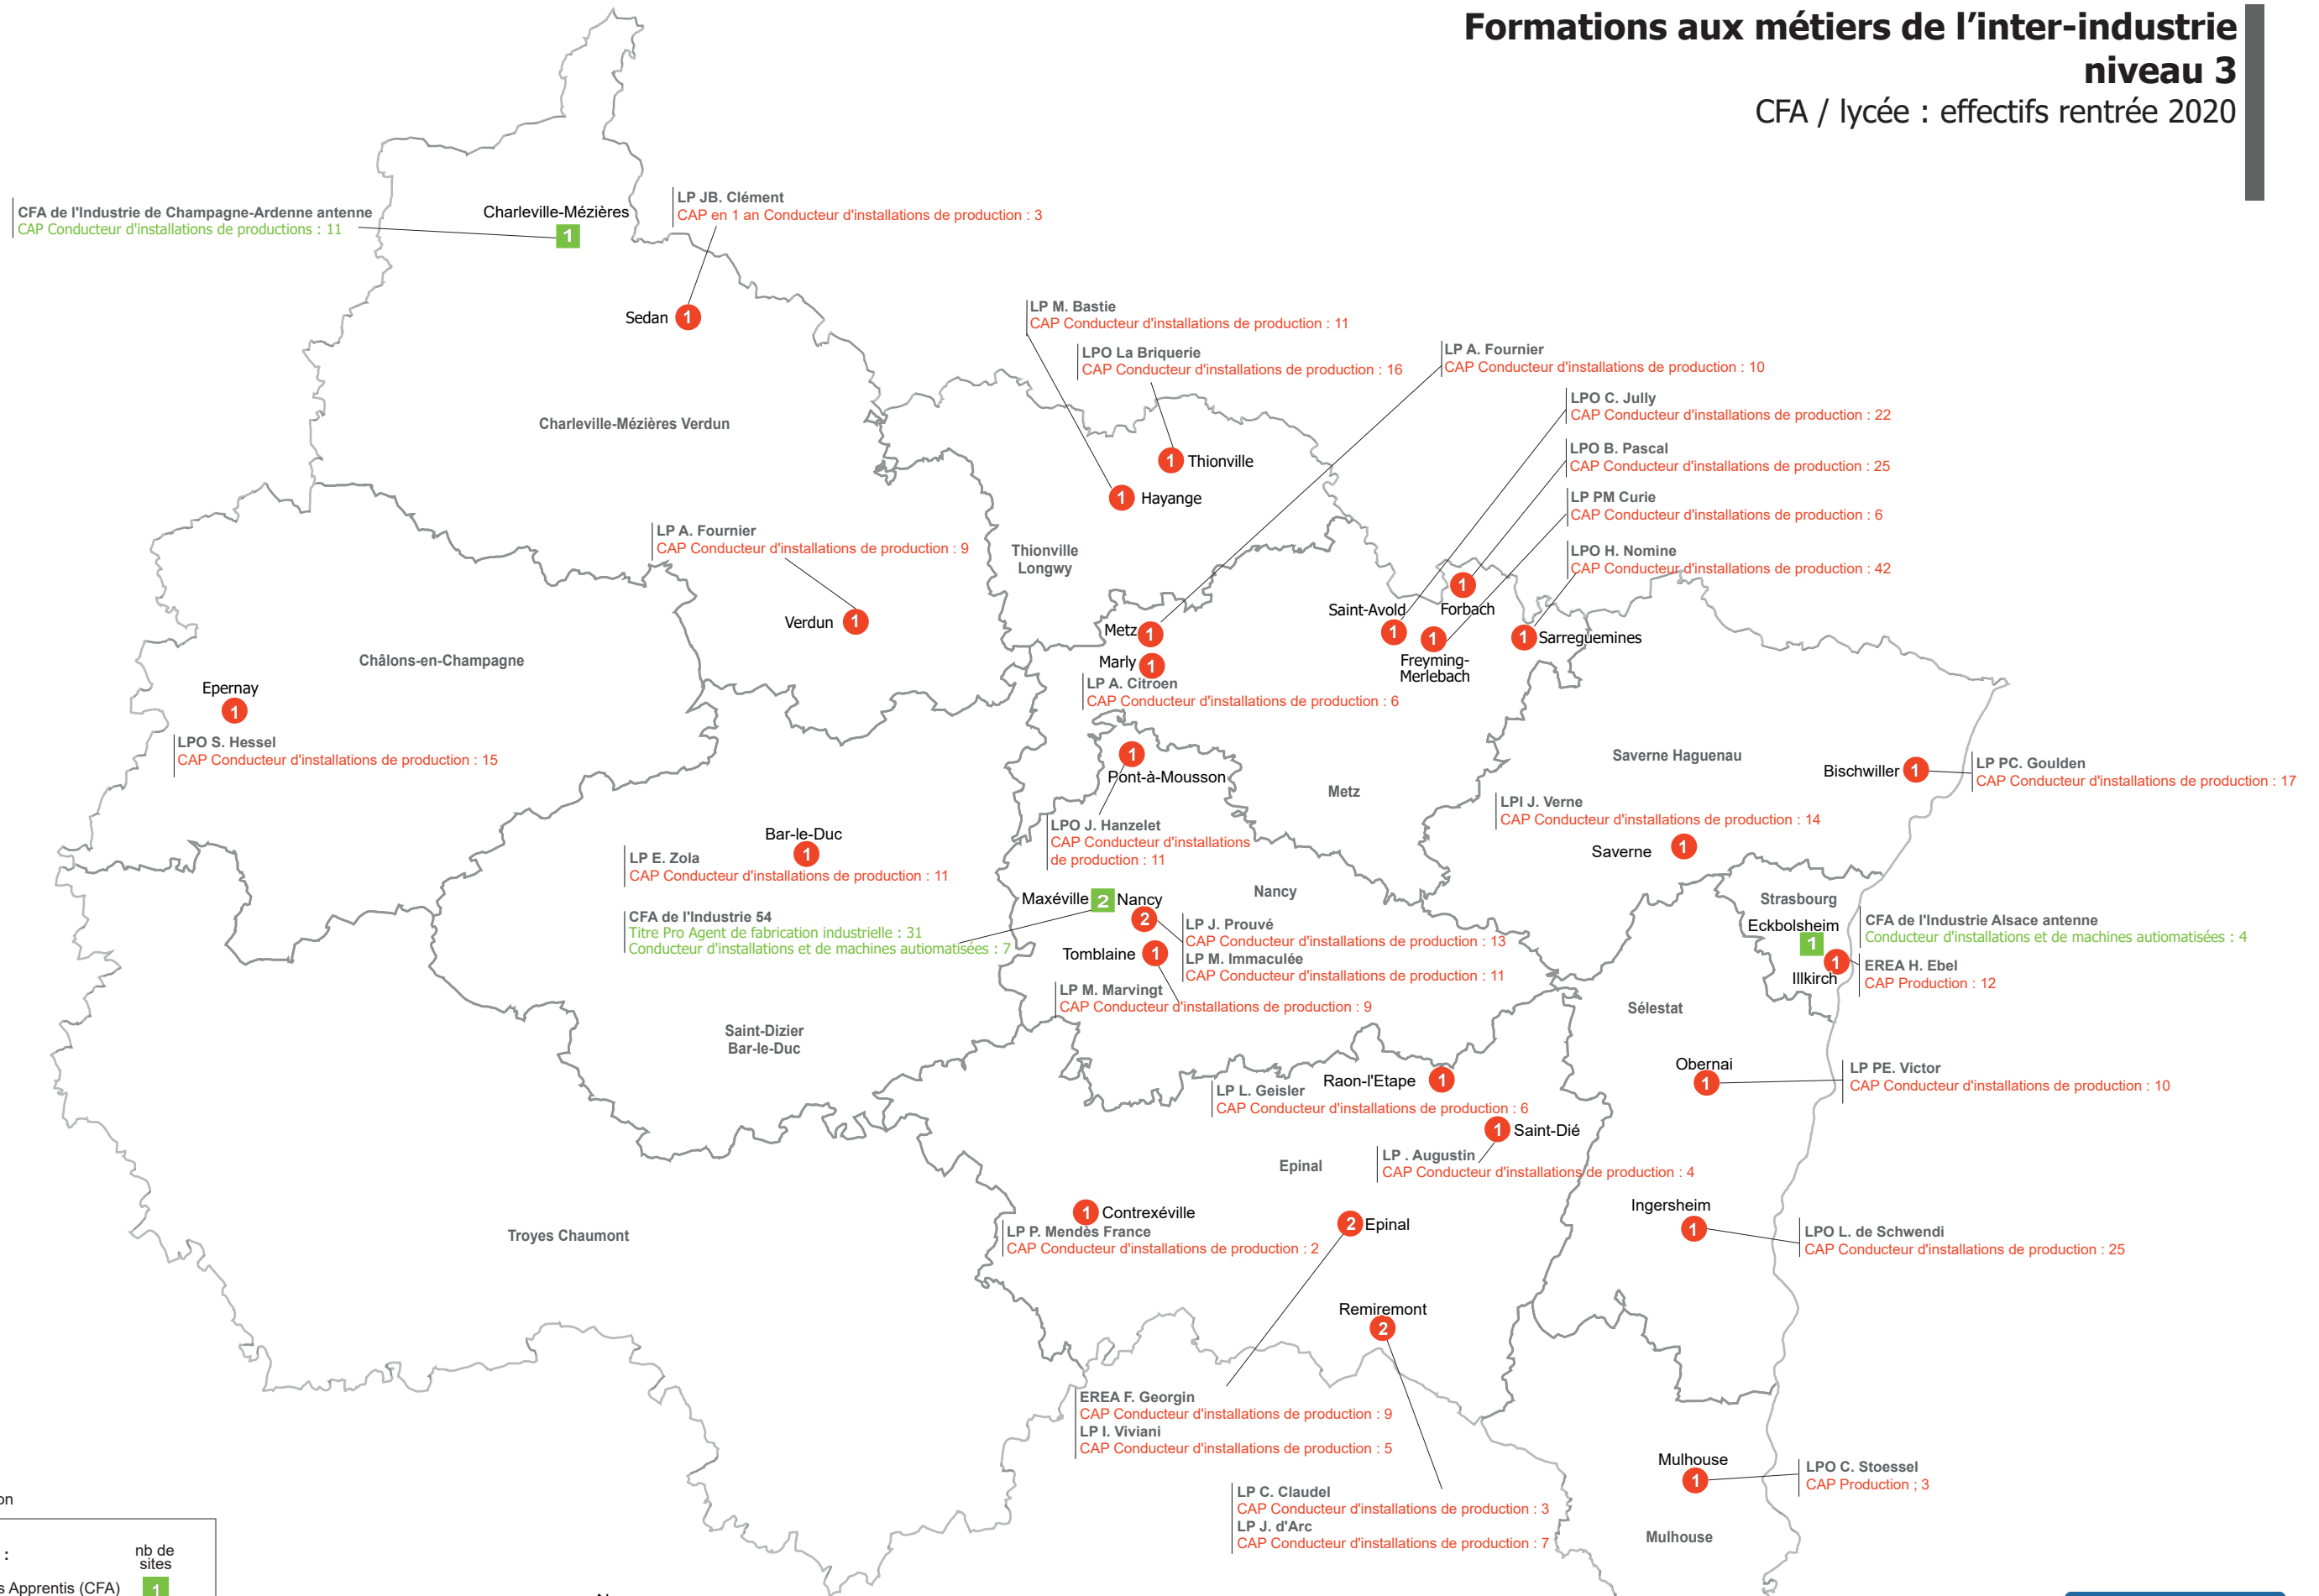 Formations aux métiers de l'inter-industrie
niveau 3
CFA / lycée : effectifs rentrée 2020
CFA de l'Industrie de Champagne-Ardenne antenne
CAP Conducteur d'installations de productions : 11
Charleville-Mézières
1
LP JB. Clément
CAP en 1 an Conducteur d'installations de production : 3
Sedan
1
LP M. Bastie
CAP Conducteur d'installations de production : 11
LPO La Briquerie
CAP Conducteur d'installations de production : 16
LP A. Fournier
CAP Conducteur d'installations de production : 10
LPO C. Jully
CAP Conducteur d'installations de production : 22
Charleville-Mézières Verdun
LPO B. Pascal
CAP Conducteur d'installations de production : 25
1
Thionville
1
Hayange
LP PM Curie
CAP Conducteur d'installations de production : 6
LP A. Fournier
CAP Conducteur d'installations de production : 9
Thionville
Longwy
LPO H. Nomine
CAP Conducteur d'installations de production : 42
1
Forbach
Saint-Avold
1
Verdun
1
Metz
1
1
Freyming-
Merlebach
1
Sarreguemines
Marly
1
LP A. Citroen
CAP Conducteur d'installations de production : 6
Châlons-en-Champagne
Epernay
1
LPO S. Hessel
CAP Conducteur d'installations de production : 15
1
Pont-à-Mousson
Metz
Saverne Haguenau
Bischwiller
1
LP PC. Goulden
CAP Conducteur d'installations de production : 17
LPI J. Verne
CAP Conducteur d'installations de production : 14
Saverne
1
LPO J. Hanzelet
CAP Conducteur d'installations
de production : 11
Bar-le-Duc
1
LP E. Zola
CAP Conducteur d'installations de production : 11
Maxéville
2
Nancy
2
Nancy
CFA de l'Industrie 54
Titre Pro Agent de fabrication industrielle : 31
Conducteur d'installations et de machines autiomatisées : 7
LP J. Prouvé
CAP Conducteur d'installations de production : 13
LP M. Immaculée
CAP Conducteur d'installations de production : 11
Tomblaine
1
LP M. Marvingt
CAP Conducteur d'installations de production : 9
Strasbourg
Eckbolsheim
1
CFA de l'Industrie Alsace antenne
Conducteur d'installations et de machines autiomatisées : 4
1
Illkirch
EREA H. Ebel
CAP Production : 12
Sélestat
Saint-Dizier
Bar-le-Duc
Obernai
1
LP PE. Victor
CAP Conducteur d'installations de production : 10
Raon-l'Etape
1
LP L. Geisler
CAP Conducteur d'installations de production : 6
1
Saint-Dié
LP . Augustin
CAP Conducteur d'installations de production : 4
Epinal
Ingersheim
1
LPO L. de Schwendi
CAP Conducteur d'installations de production : 25
1
Contrexéville
LP P. Mendès France
CAP Conducteur d'installations de production : 2
2
Epinal
Troyes Chaumont
Remiremont
2
EREA F. Georgin
CAP Conducteur d'installations de production : 9
LP I. Viviani
CAP Conducteur d'installations de production : 5
Mulhouse
1
LPO C. Stoessel
CAP Production ; 3
LP C. Claudel
CAP Conducteur d'installations de production : 3
LP J. d'Arc
CAP Conducteur d'installations de production : 7
Mulhouse
on
:
nb de
sites
s Apprentis (CFA)
1